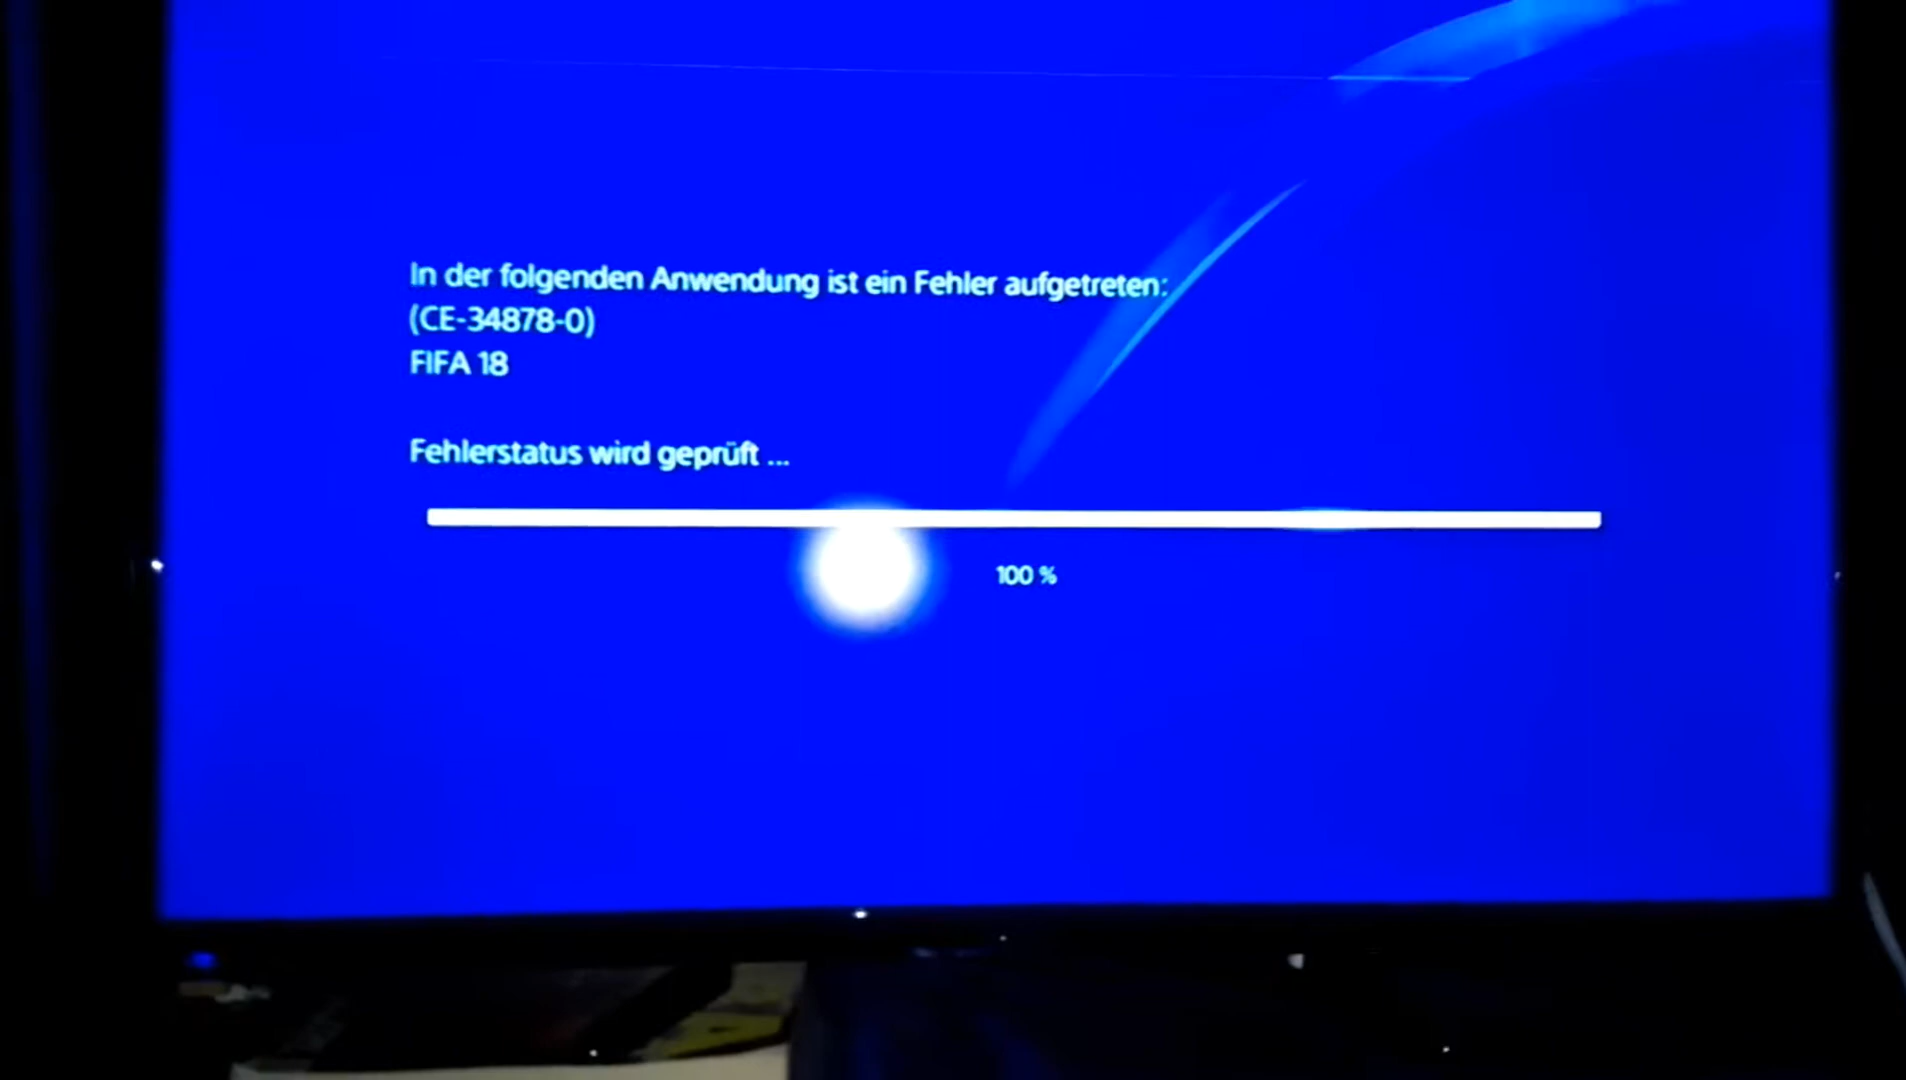 In der folgenden Anwendung ist ein Fehler aufgetreten:
(CE-34878-0)
FIFA 18
Fehlerstatus wird geprüft ...
100 %